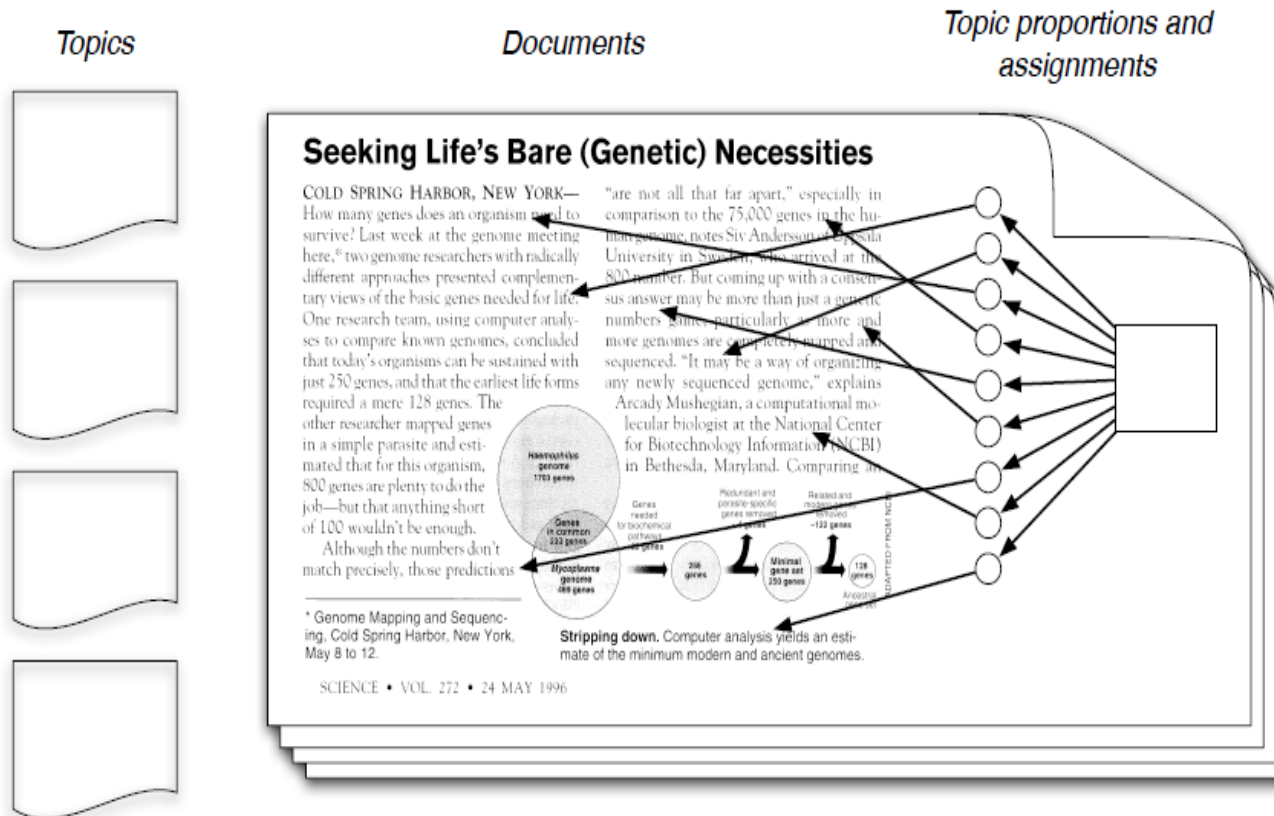 Topics
Documents
Topic proportions and
assignments
Seeking Life's Bare (Genetic) Necessities
COLD SPRING HARBOR, NEW YORK—
How many genes does an organism need to
survive? Last week at the genome meeting
here,* two genome researchers with radically
different approaches presented complemen-
tary views of the basic genes needed for life.
One research team, using computer analy-
ses to compare known genomes, concluded
that today's organisms can be sustained with
just 250 genes, and that the earliest life forms
required a mere 128 genes. The
other researcher mapped genes
in a simple parasite and esti-
mated that for this organism,
800 genes are plenty to do the
job—but that anything short
of 100 wouldn't be enough.
Although the numbers don't
match precisely, those predictions
* Genome Mapping and Sequenc-
ing, Cold Spring Harbor, New York,
May 8 to 12.
"are not all that far apart," especially in
comparison to the 75,000 genes in the hu-
man genome, notes Siv Andersson of Uppsala
University in Sweden, who arrived at the
800 number. But coming up with a consen-
sus answer may be more than just a genetic
numbers game, particularly as more and
more genomes are completely mapped and
sequenced. "It may be a way of organizing
any newly sequenced genome," explains
Arcady Mushegian, a computational mo-
lecular biologist at the National Center
for Biotechnology Information (NCBI)
in Bethesda, Maryland. Comparing an
Haemophilus
genome
1703 genes
Genes
in common
233 genes
Mycoplasma
genome
469 genes
Genes
needed
for biochemical
pathways
genes
256
genes
Redundant and
parasite-specific
genes removed
genes
Minimal
gene set
250 genes
Related and
modern genes
removed
–122 genes
128
genes
Ancestral
gene set
ADAPTED FROM NCBI
Stripping down. Computer analysis yields an esti-
mate of the minimum modern and ancient genomes.
SCIENCE • VOL. 272 • 24 MAY 1996